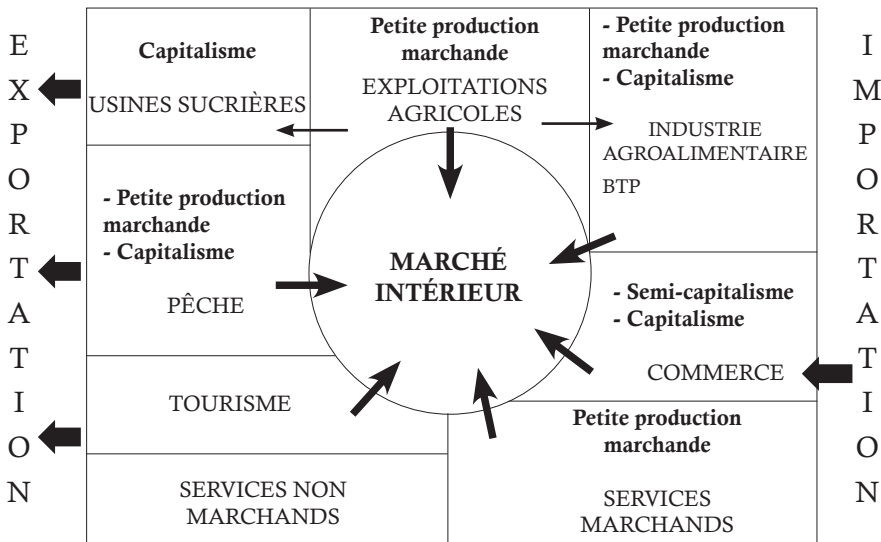 E
X
P
O
R
T
A
T
I
O
N
Capitalisme
USINES SUCRIÈRES
Petite production
marchande
EXPLOITATIONS
AGRICOLES
- Petite production
marchande
- Capitalisme
INDUSTRIE
AGROALIMENTAIRE
BTP
- Petite production
marchande
- Capitalisme
PÊCHE
MARCHÉ
INTÉRIEUR
- Semi-capitalisme
- Capitalisme
COMMERCE
TOURISME
Petite production
marchande
SERVICES NON
MARCHANDS
SERVICES
MARCHANDS
I
M
P
O
R
T
A
T
I
O
N